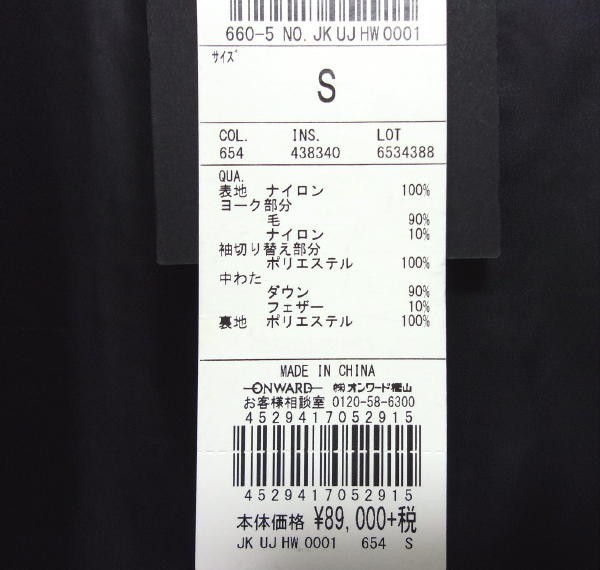 660-5 NO. JK UJ HW 0001
サイズ
S
COL. INS. LOT
654 438340 6534388
QUA.
表地 ナイロン 100%
ヨーク部分
毛 90%
ナイロン 10%
袖切り替え部分
ポリエステル 100%
中わた
ダウン 90%
フェザー 10%
裏地 ポリエステル 100%
MADE IN CHINA
ONWARD ㈱オンワード樫山
お客様相談室 0120-58-6300
4529417052915
4529417052915
本体価格 ¥89,000+税
JK UJ HW 0001 654 S